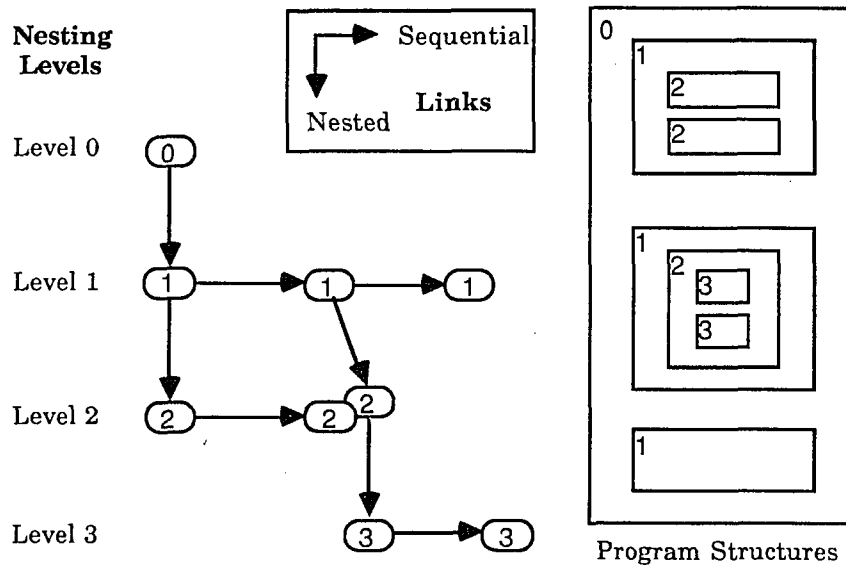 Nesting
Levels
Sequential
Links
Nested
Level 0
0
Level 1
1
1
1
Level 2
2
2
2
Level 3
3
3
0
1
2
2
1
2
3
3
1
Program Structures